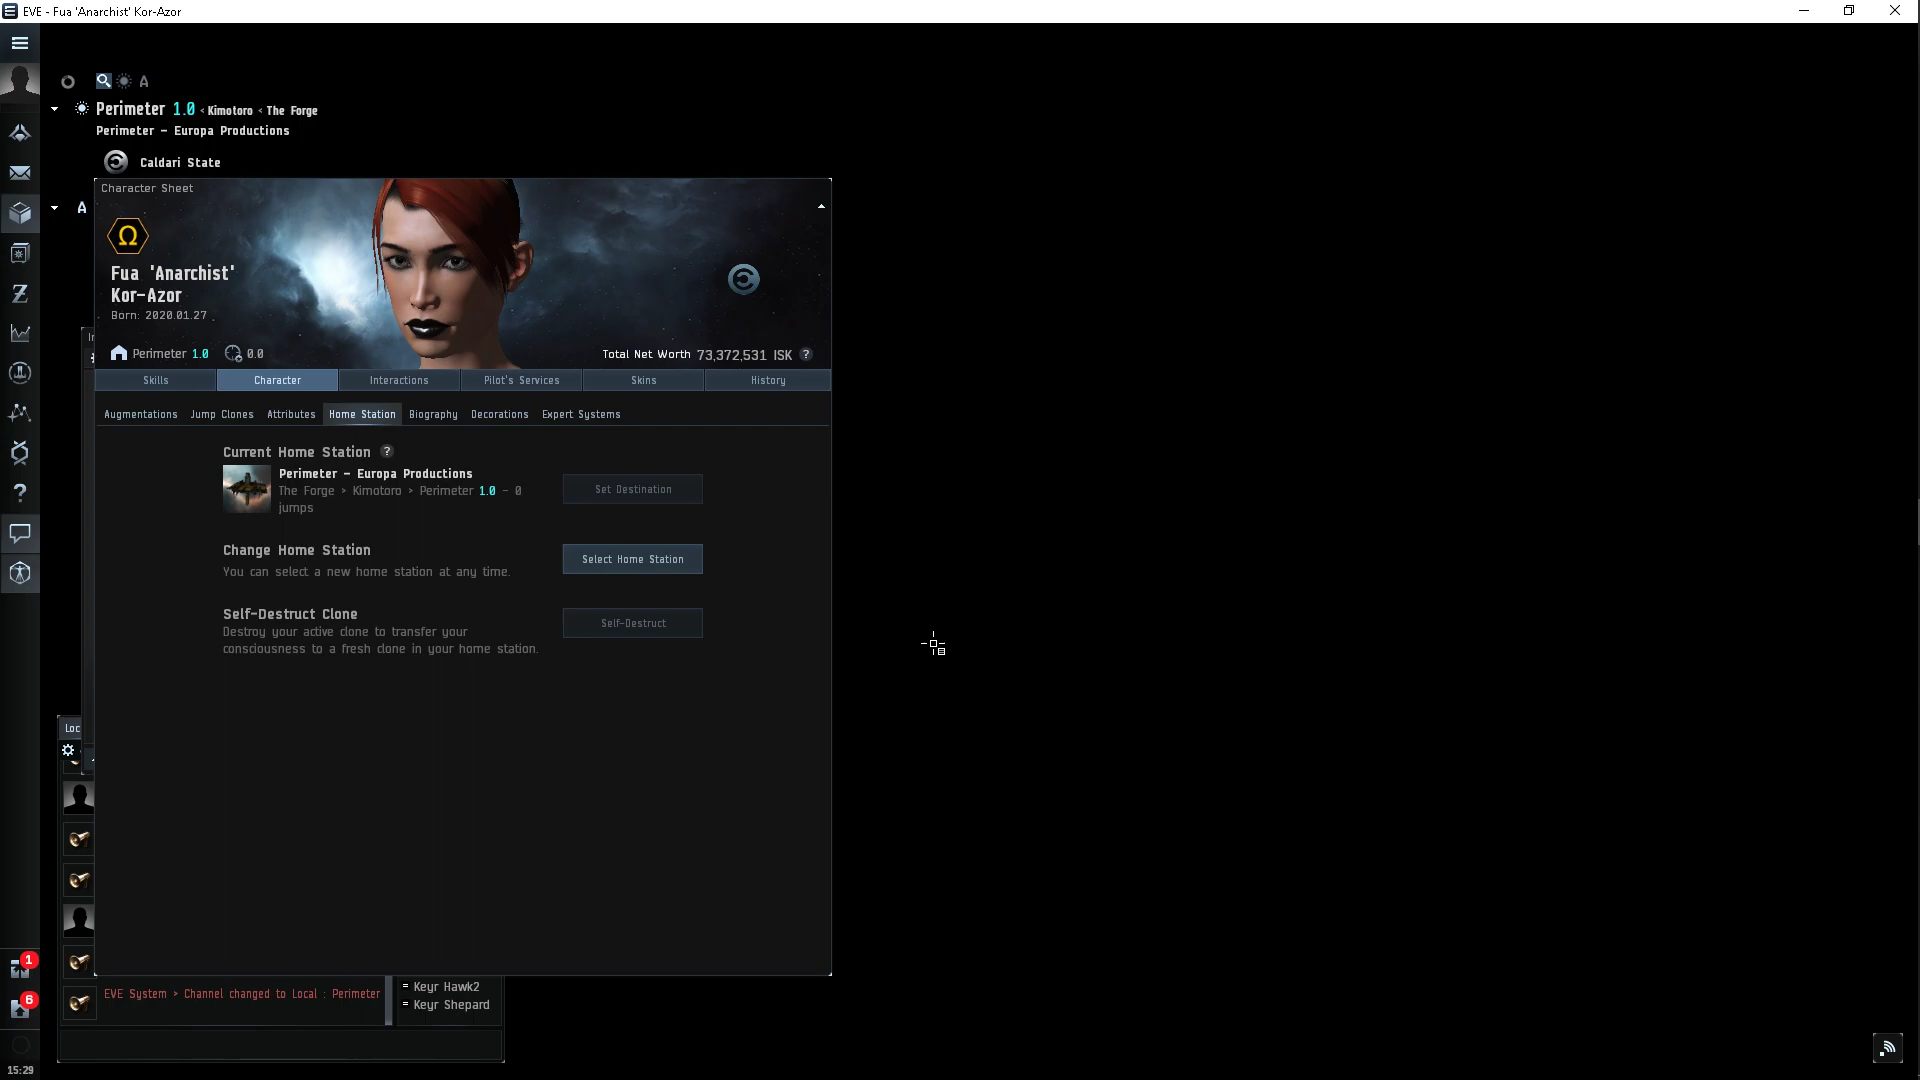 EVE - Fua 'Anarchist' Kor-Azor
Perimeter 1.0 < Kimotoro < The Forge
Perimeter - Europa Productions
Caldari State
A
Character Sheet
Ω
Fua 'Anarchist'
Kor-Azor
Born: 2020.01.27
Perimeter 1.0 0.0
Total Net Worth 73,372,531 ISK ?
Skills Character Interactions Pilot's Services Skins History
Augmentations Jump Clones Attributes Home Station Biography Decorations Expert Systems
Current Home Station ?
Perimeter - Europa Productions
The Forge > Kimotoro > Perimeter 1.0 - 0
jumps
Set Destination
Change Home Station
You can select a new home station at any time.
Select Home Station
Self-Destruct Clone
Destroy your active clone to transfer your
consciousness to a fresh clone in your home station.
Self-Destruct
Loc
EVE System > Channel changed to Local : Perimeter
= Keyr Hawk2
= Keyr Shepard
1
6
15:29